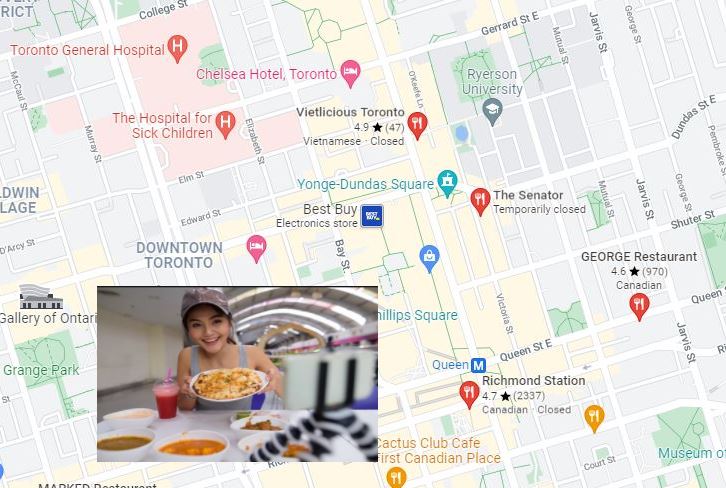 College St
Gerrard St E
Jarvis St
George St
Mutual St
Toronto General Hospital
H
Chelsea Hotel, Toronto
O'Keefe Ln
Ryerson
University
McCaul St
Murray St
The Hospital for
Sick Children
H
Elizabeth St
Vietlicious Toronto
4.9 ★ (47)
Vietnamese · Closed
Dundas St E
Pembroke St
Elm St
Yonge-Dundas Square
The Senator
Temporarily closed
Mutual St
Jarvis St
George St
LDWIN
LAGE
Edward St
Best Buy
Electronics store
BEST
BUY
Shuter St
D'Arcy St
DOWNTOWN
TORONTO
Bay St.
GEORGE Restaurant
4.6 ★ (970)
Canadian
Gallery of Ontari
Victoria St
Queen S
hillips Square
Jarvis St
Grange Park
Queen St E
Queen
M
Richmond Station
4.7 ★ (2337)
Canadian · Closed
Cactus Club Cafe
First Canadian Place
Court St
Museum o
MARKED Restaurant